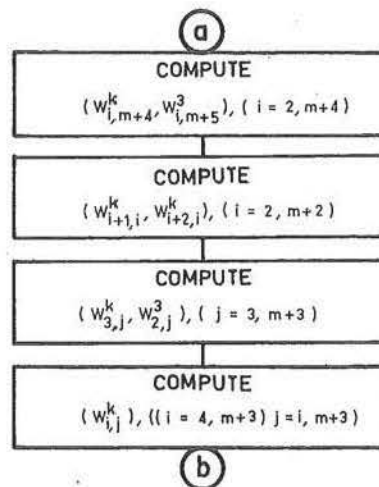 a
COMPUTE
( W^k_{i,m+4}, W^3_{i,m+5} ), ( i = 2, m+4 )
COMPUTE
( W^k_{i+1,i}, W^k_{i+2,i} ), ( i = 2, m+2 )
COMPUTE
( W^k_{3,j}, W^3_{2,j} ), ( j = 3, m+3 )
COMPUTE
( W^k_{i,j} ), (( i = 4, m+3 ) j = i, m+3 )
b